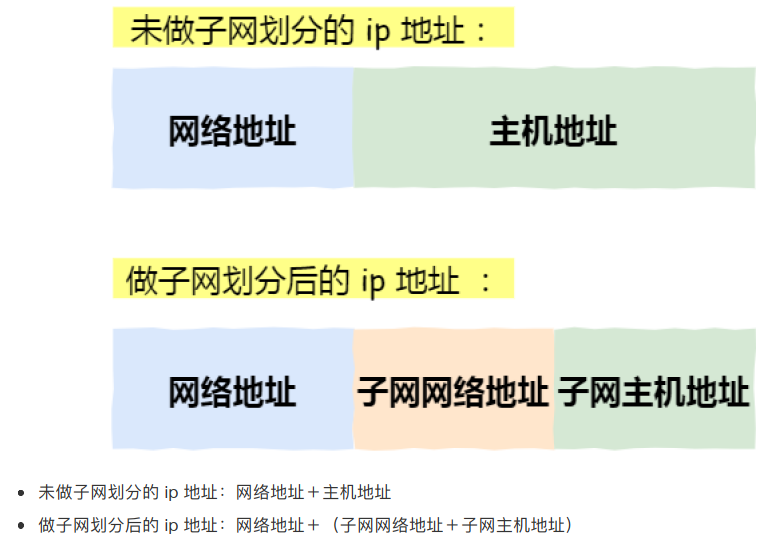 未做子网划分的 ip 地址：
网络地址 主机地址
做子网划分后的 ip 地址 ：
网络地址 子网网络地址 子网主机地址
• 未做子网划分的 ip 地址：网络地址＋主机地址
• 做子网划分后的 ip 地址：网络地址＋（子网网络地址＋子网主机地址）